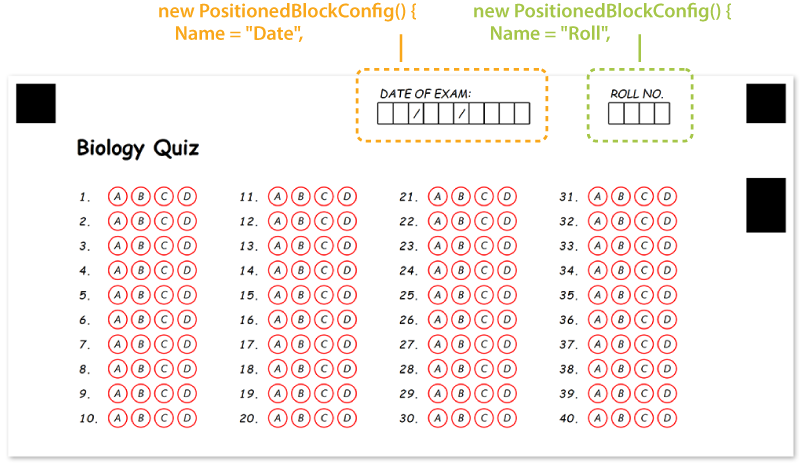 new PositionedBlockConfig() {
Name = "Date",
new PositionedBlockConfig() {
Name = "Roll",
DATE OF EXAM:
/ /
ROLL NO.
Biology Quiz
1. A B C D
2. A B C D
3. A B C D
4. A B C D
5. A B C D
6. A B C D
7. A B C D
8. A B C D
9. A B C D
10. A B C D
11. A B C D
12. A B C D
13. A B C D
14. A B C D
15. A B C D
16. A B C D
17. A B C D
18. A B C D
19. A B C D
20. A B C D
21. A B C D
22. A B C D
23. A B C D
24. A B C D
25. A B C D
26. A B C D
27. A B C D
28. A B C D
29. A B C D
30. A B C D
31. A B C D
32. A B C D
33. A B C D
34. A B C D
35. A B C D
36. A B C D
37. A B C D
38. A B C D
39. A B C D
40. A B C D